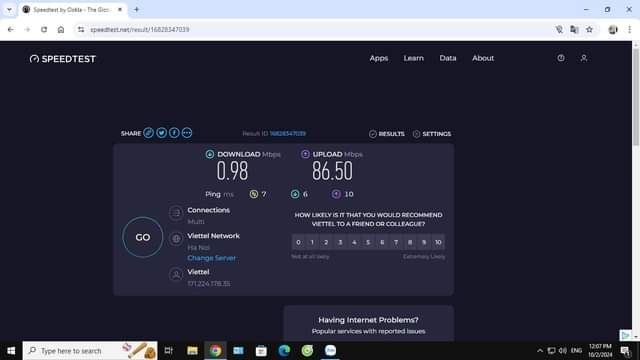 Speedtest by Ookla - The Glob
speedtest.net/result/16828347039
SPEEDTEST
Apps Learn Data About
SHARE Result ID 16828347039 RESULTS SETTINGS
DOWNLOAD Mbps UPLOAD Mbps
0.98 86.50
Ping ms 7 6 10
Connections
Multi
Viettel Network
Ha Noi
Change Server
Viettel
171.224.178.35
GO
HOW LIKELY IS IT THAT YOU WOULD RECOMMEND
VIETTEL TO A FRIEND OR COLLEAGUE?
0 1 2 3 4 5 6 7 8 9 10
Not at all likely Extremely Likely
Having Internet Problems?
Popular services with reported issues
Type here to search
ENG
12:07 PM
10/2/2024